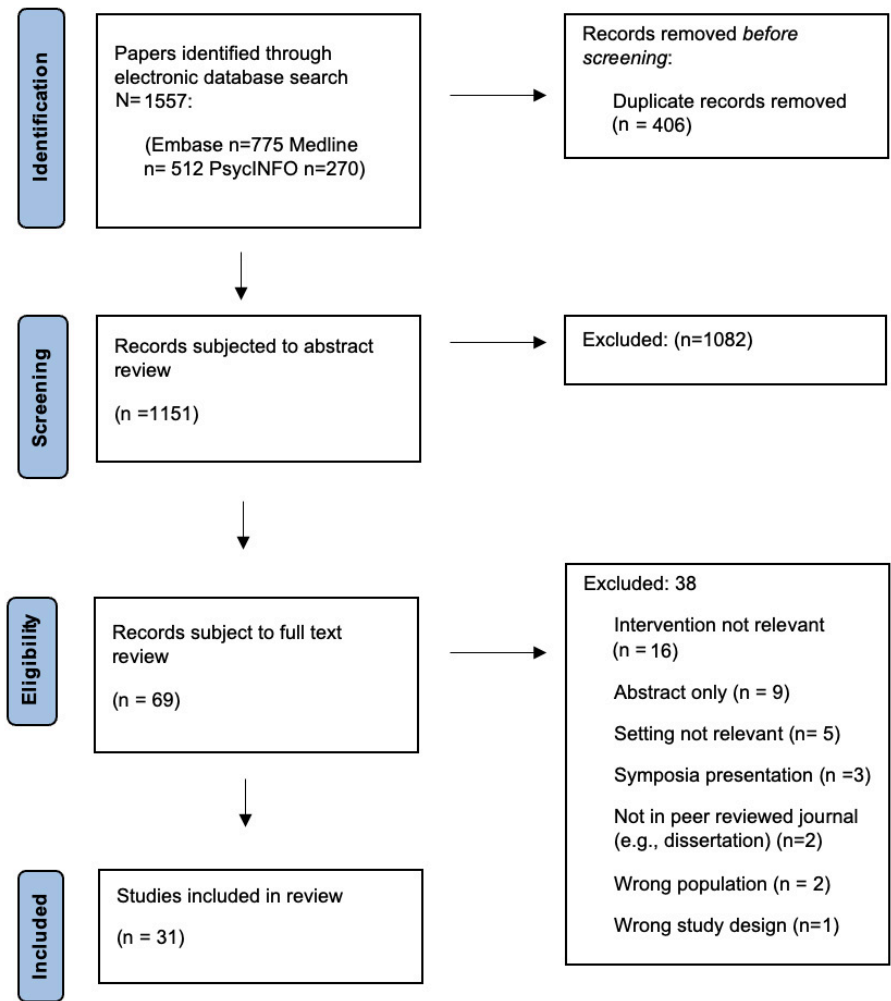 Identification
Papers identified through
electronic database search
N= 1557:
(Embase n=775 Medline
n= 512 PsycINFO n=270)
Records removed before
screening:
Duplicate records removed
(n = 406)
Screening
Records subjected to abstract
review
(n =1151)
Excluded: (n=1082)
Eligibility
Records subject to full text
review
(n = 69)
Excluded: 38
Intervention not relevant
(n = 16)
Abstract only (n = 9)
Setting not relevant (n= 5)
Symposia presentation (n =3)
Not in peer reviewed journal
(e.g., dissertation) (n=2)
Wrong population (n = 2)
Wrong study design (n=1)
Included
Studies included in review
(n = 31)